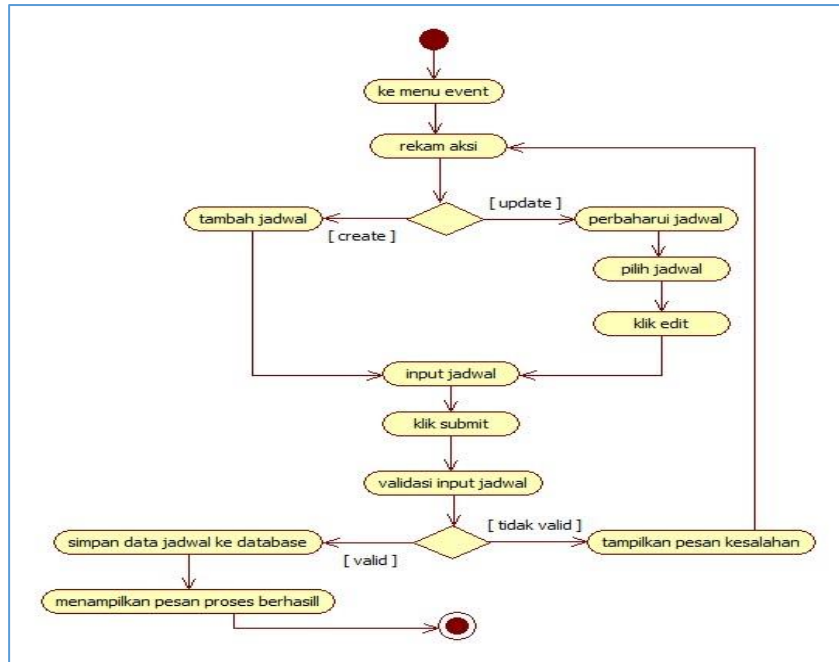 ke menu event
rekam aksi
tambah jadwal
[ update ]
perbaharui jadwal
[ create ]
pilih jadwal
klik edit
input jadwal
klik submit
validasi input jadwal
[ tidak valid ]
simpan data jadwal ke database
tampilkan pesan kesalahan
[ valid ]
menampilkan pesan proses berhasill